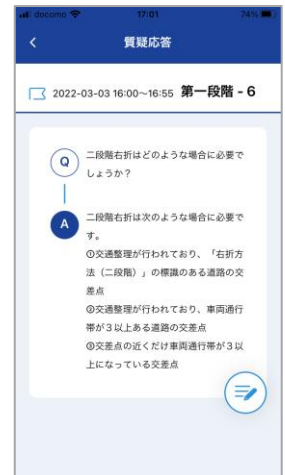 docomo 17:01 74%
質疑応答
2022-03-03 16:00〜16:55 第一段階 - 6
Q 二段階右折はどのような場合に必要で
しょうか？
A 二段階右折は次のような場合に必要で
す。
①交通整理が行われており、「右折方
法（二段階）」の標識のある道路の交
差点
②交通整理が行われており、車両通行
帯が３以上ある道路の交差点
③交差点の近くだけ車両通行帯が３以
上になっている交差点